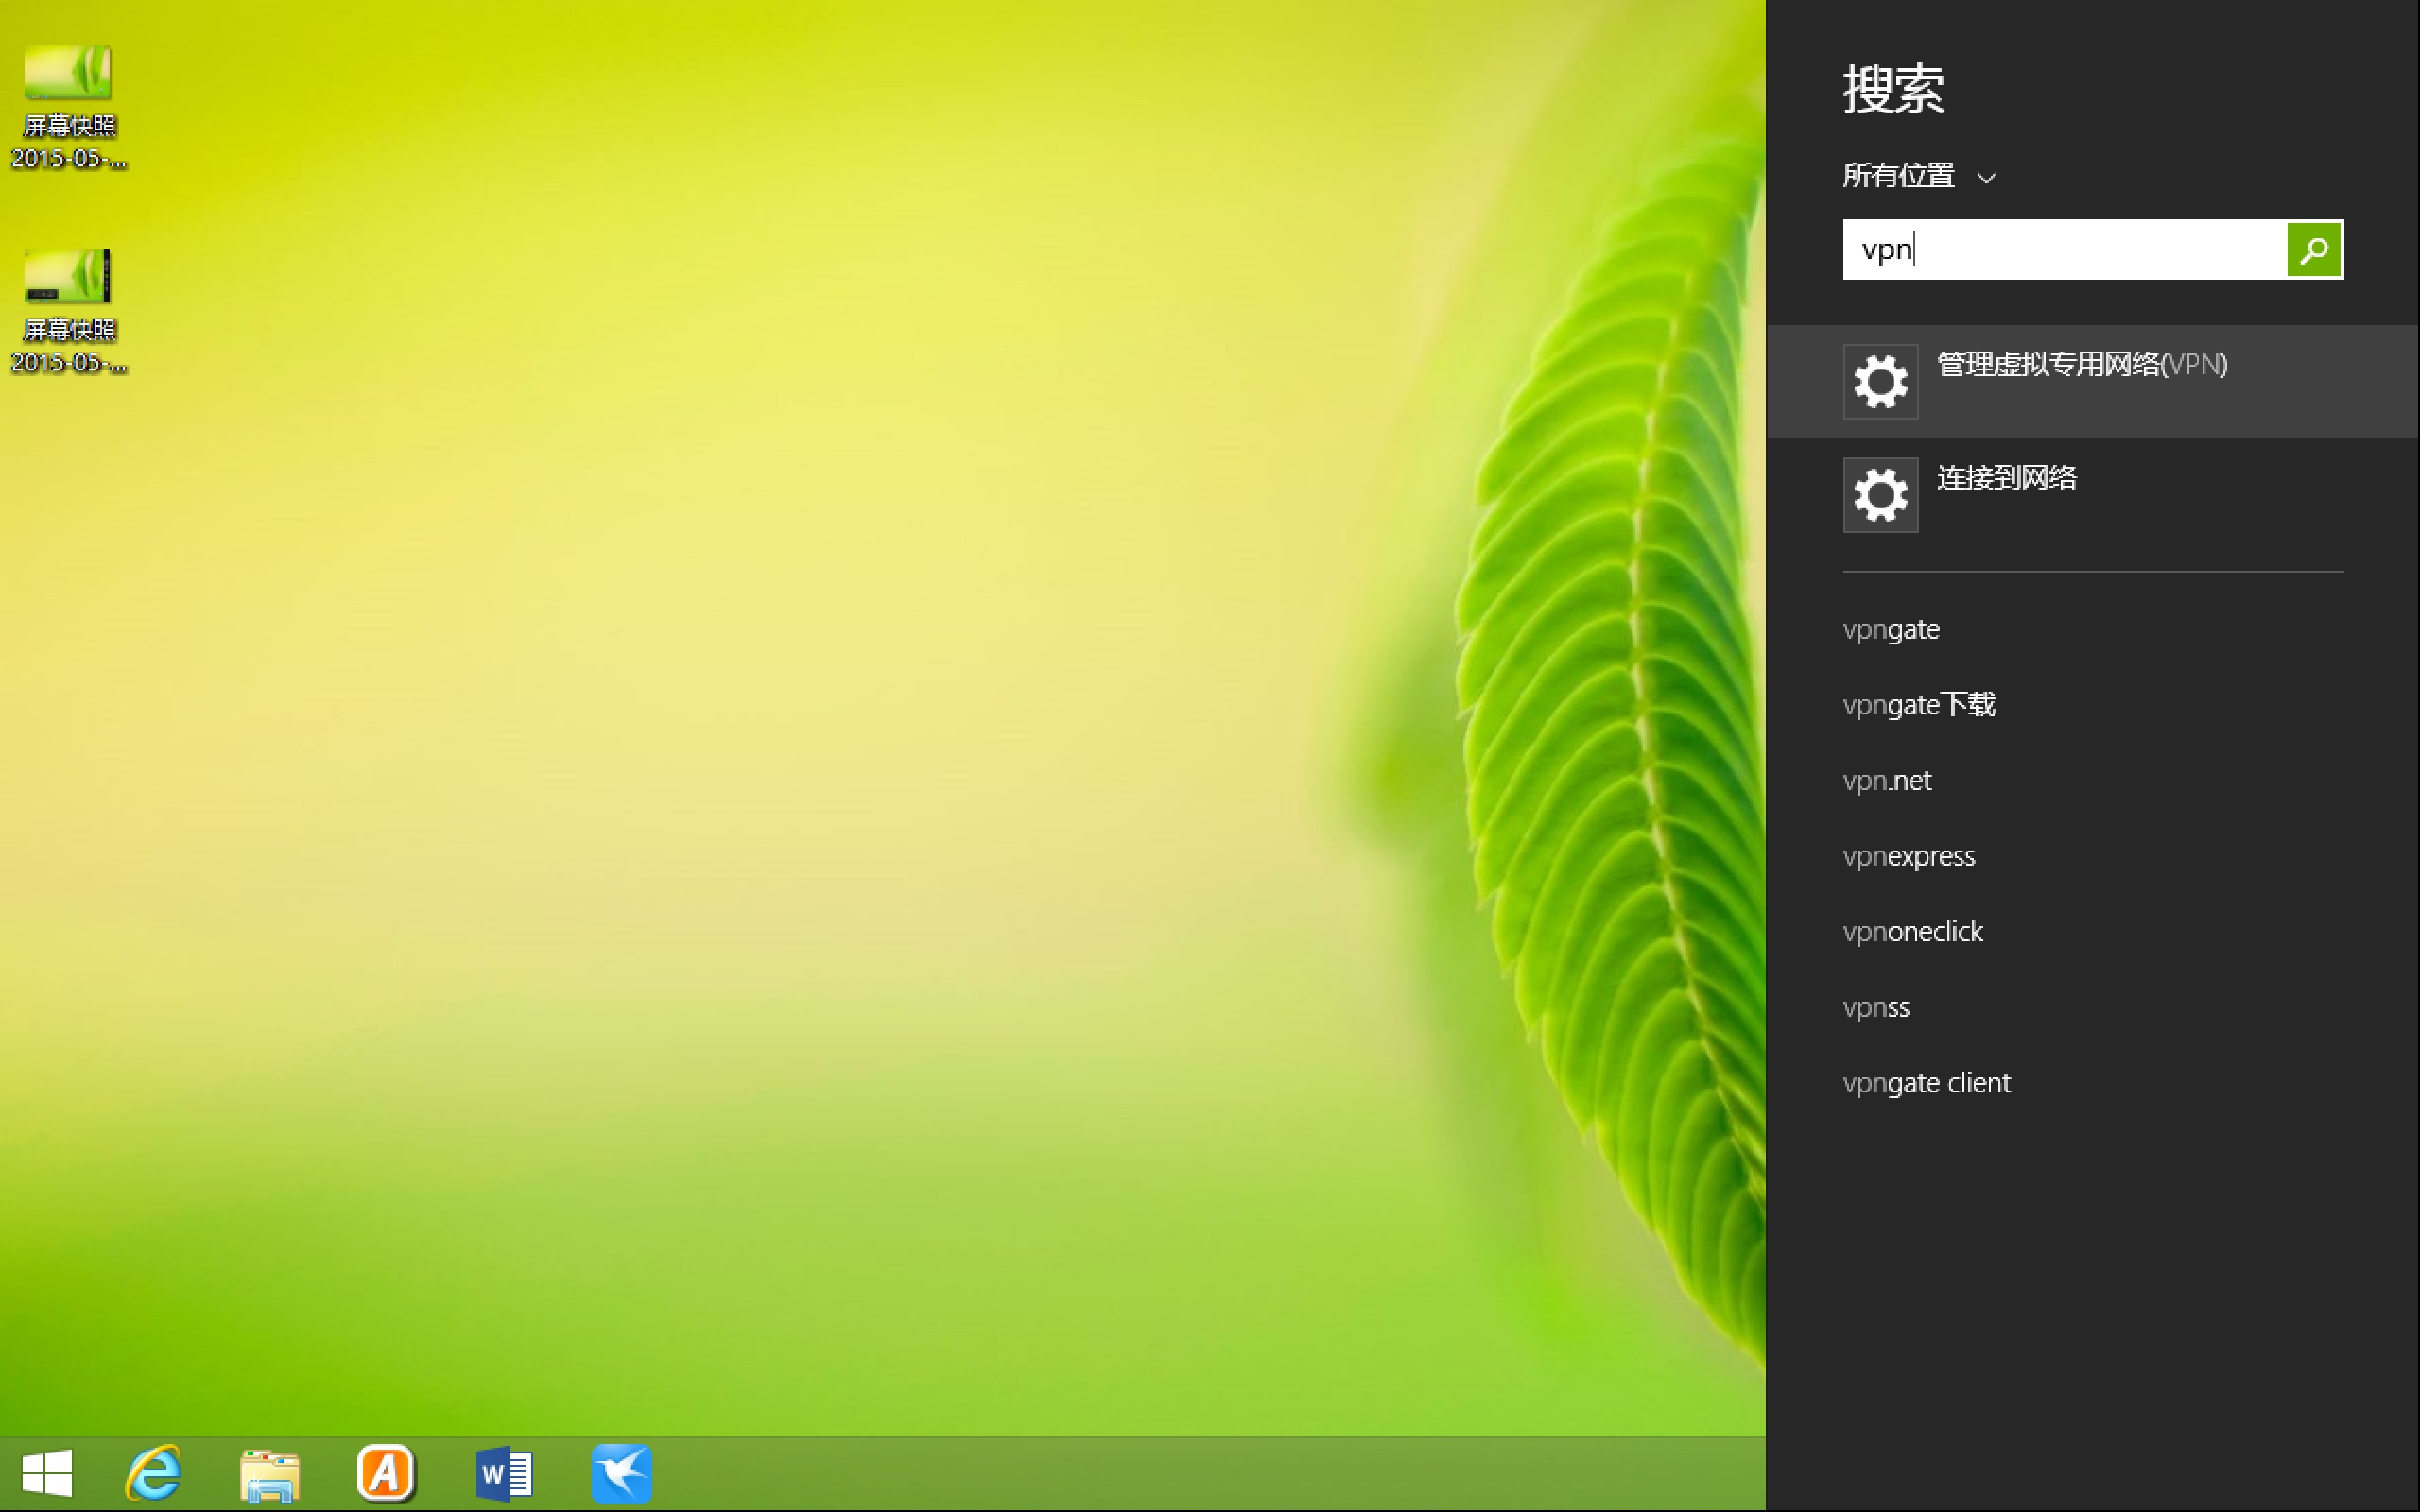 屏幕快照
2015-05-...
屏幕快照
2015-05-...
搜索
所有位置
vpn
管理虚拟专用网络(VPN)
连接到网络
vpngate
vpngate下载
vpn.net
vpnexpress
vpnoneclick
vpnss
vpngate client